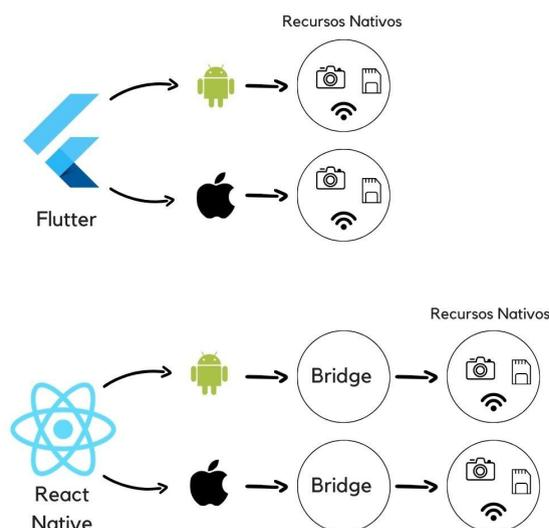 Recursos Nativos
Flutter
Recursos Nativos
Bridge
Bridge
React
Native